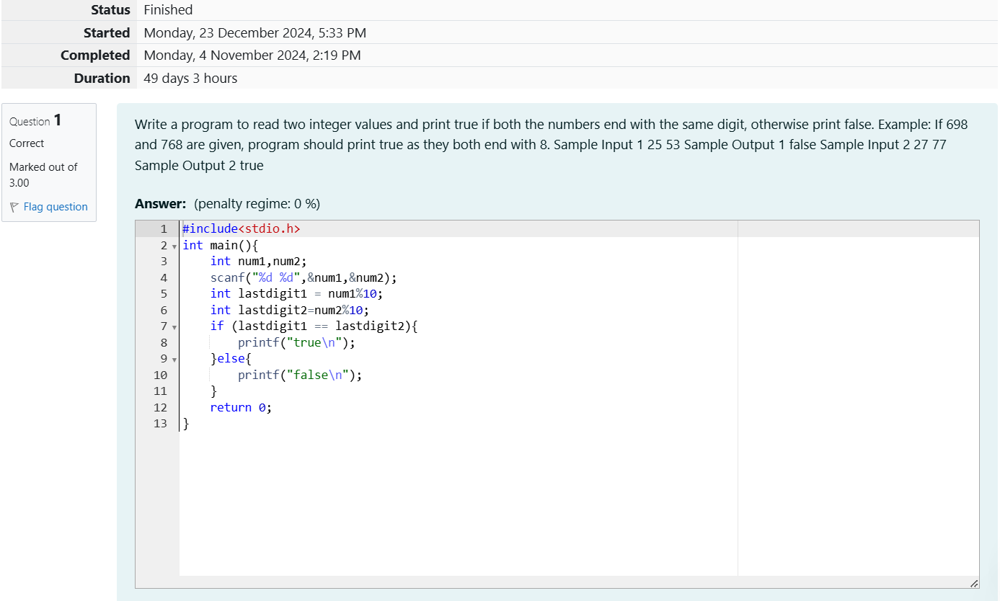 Status Finished
Started Monday, 23 December 2024, 5:33 PM
Completed Monday, 4 November 2024, 2:19 PM
Duration 49 days 3 hours
Question 1
Correct
Marked out of
3.00
Flag question
Write a program to read two integer values and print true if both the numbers end with the same digit, otherwise print false. Example: If 698
and 768 are given, program should print true as they both end with 8. Sample Input 1 25 53 Sample Output 1 false Sample Input 2 27 77
Sample Output 2 true
Answer: (penalty regime: 0 %)
1 #include<stdio.h>
2 int main(){
3     int num1,num2;
4     scanf("%d %d",&num1,&num2);
5     int lastdigit1 = num1%10;
6     int lastdigit2=num2%10;
7     if (lastdigit1 == lastdigit2){
8         printf("true\n");
9     }else{
10         printf("false\n");
11     }
12     return 0;
13 }